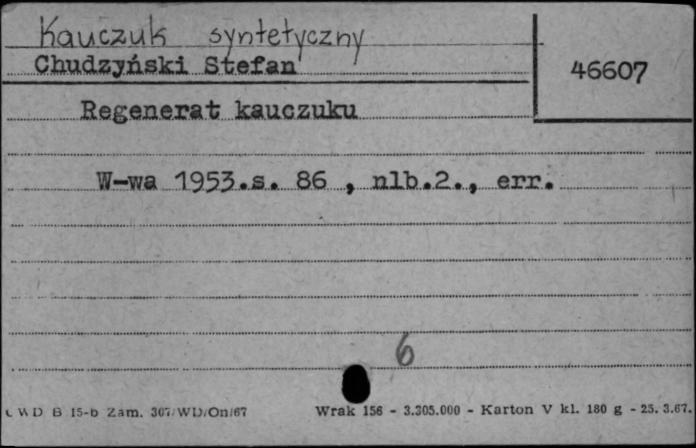 Kauczuk syntetyczny
Chudzyński Stefan
46607
Regenerat kauczuku
W-wa 1953.s. 86 , nlb.2., err.
6
WD B 15-b Zam. 307/WD/On/67 Wrak 156 - 3.305.000 - Karton V kl. 180 g - 25. 3.67.